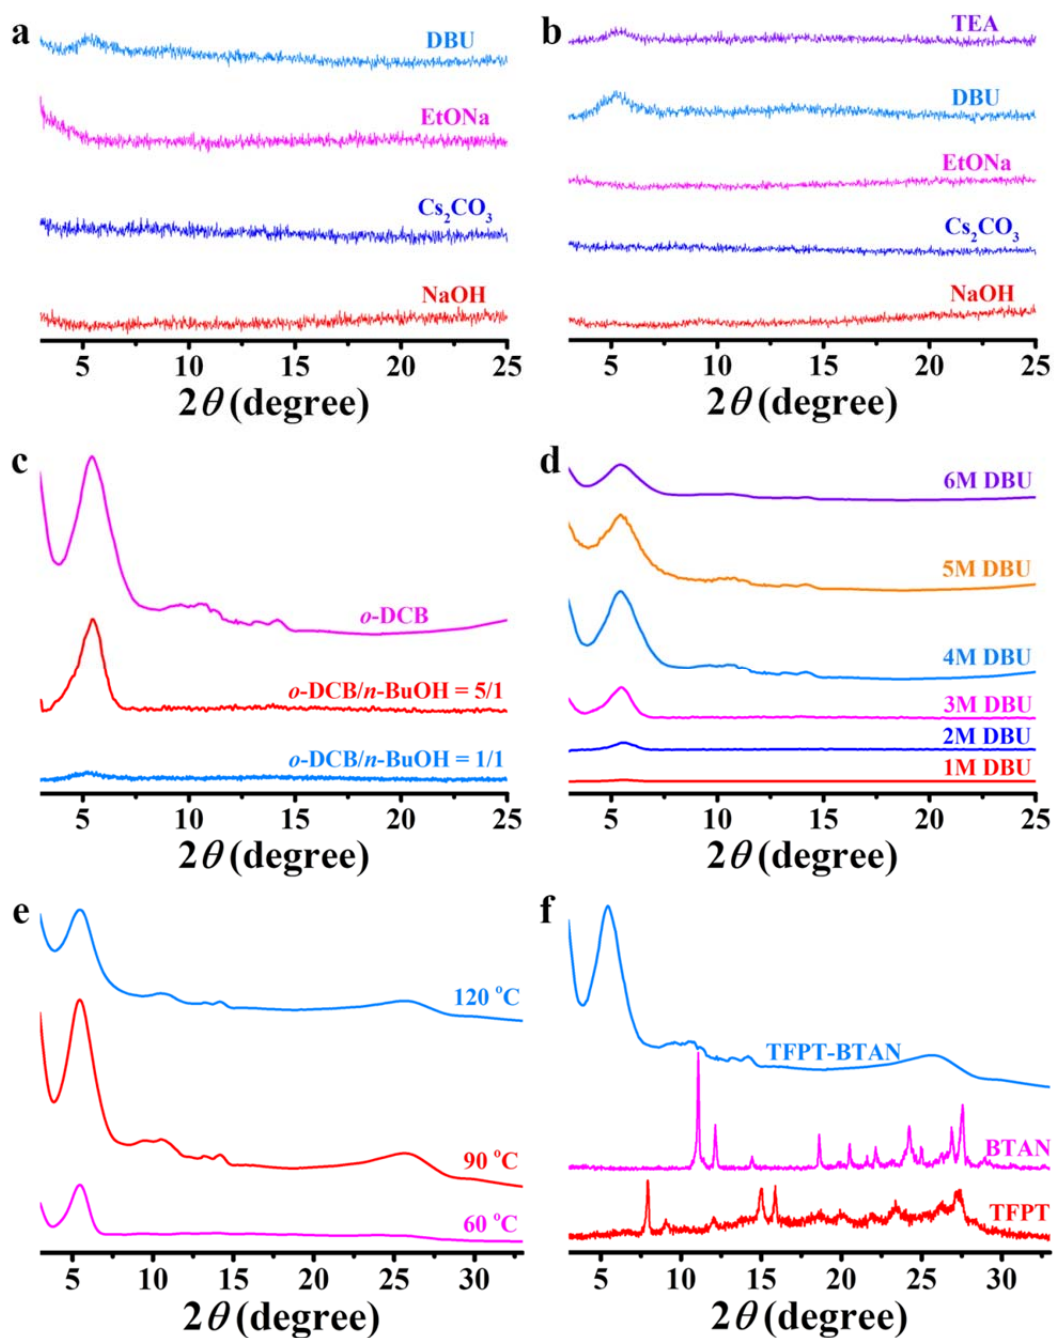 a
DBU
EtONa
Cs₂CO₃
NaOH
5 10 15 20 25
2θ (degree)
b
TEA
DBU
EtONa
Cs₂CO₃
NaOH
5 10 15 20 25
2θ (degree)
c
o-DCB
o-DCB/n-BuOH = 5/1
o-DCB/n-BuOH = 1/1
5 10 15 20 25
2θ (degree)
d
6M DBU
5M DBU
4M DBU
3M DBU
2M DBU
1M DBU
5 10 15 20 25
2θ (degree)
e
120 °C
90 °C
60 °C
5 10 15 20 25 30
2θ (degree)
f
TFPT-BTAN
BTAN
TFPT
5 10 15 20 25 30
2θ (degree)